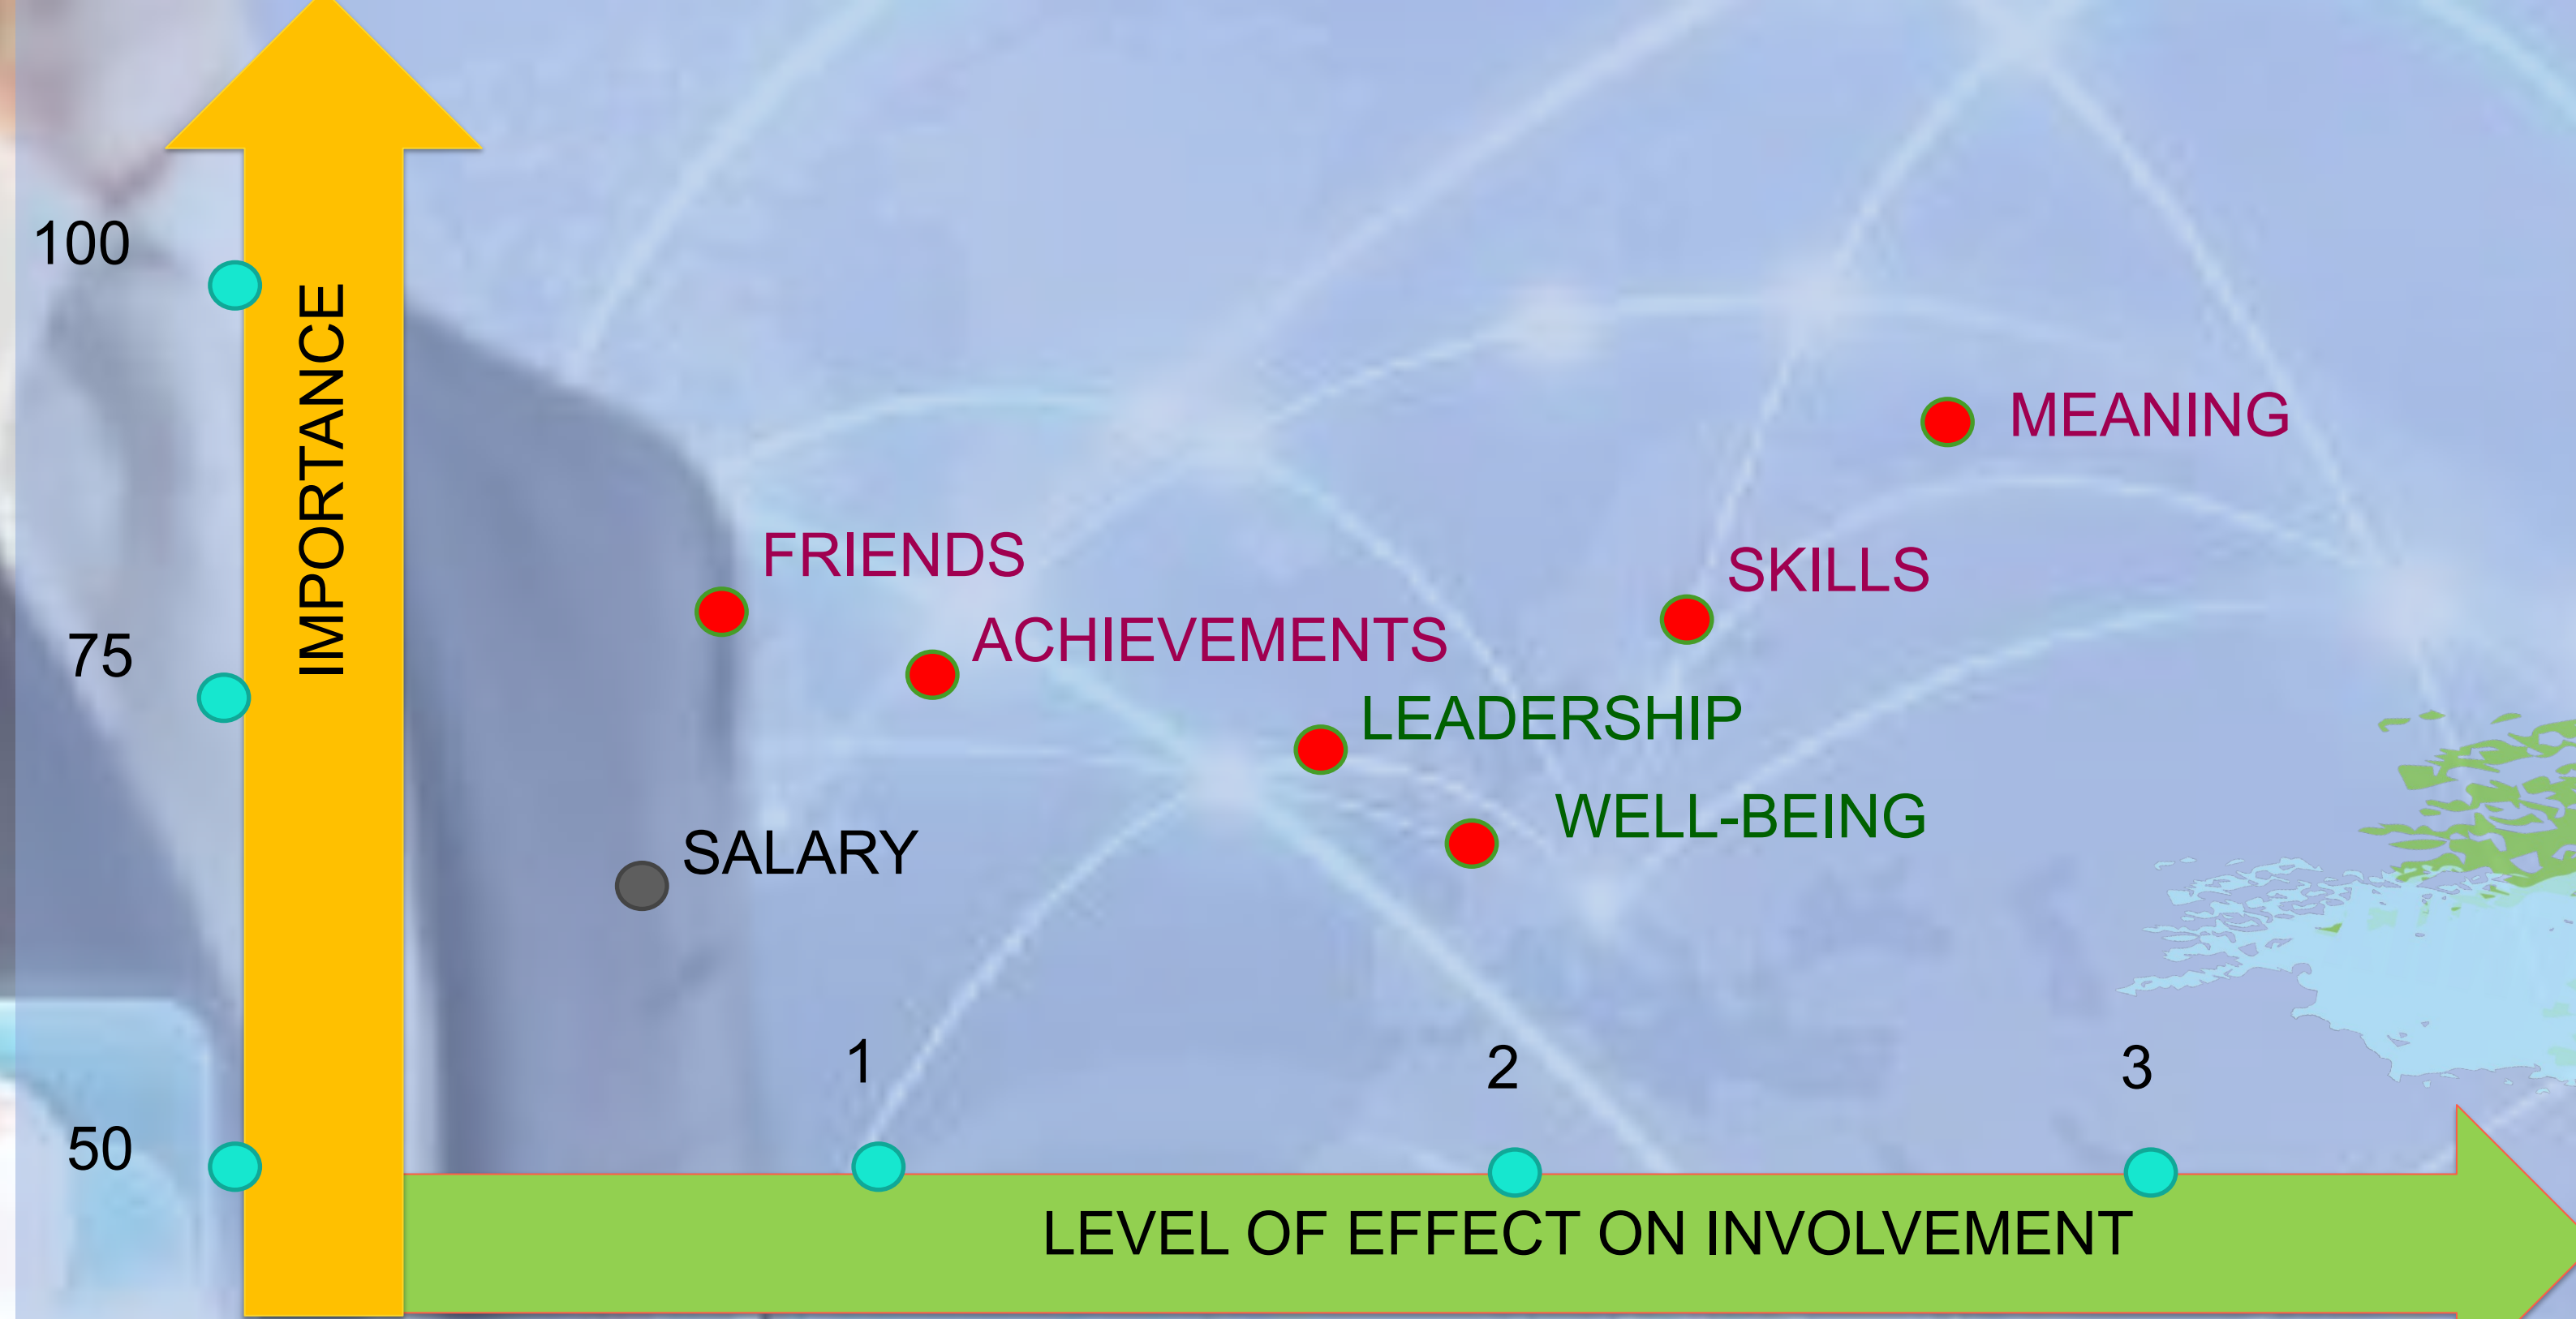 100
IMPORTANCE
MEANING
FRIENDS
SKILLS
ACHIEVEMENTS
75
LEADERSHIP
WELL-BEING
SALARY
1
2
3
50
LEVEL OF EFFECT ON INVOLVEMENT